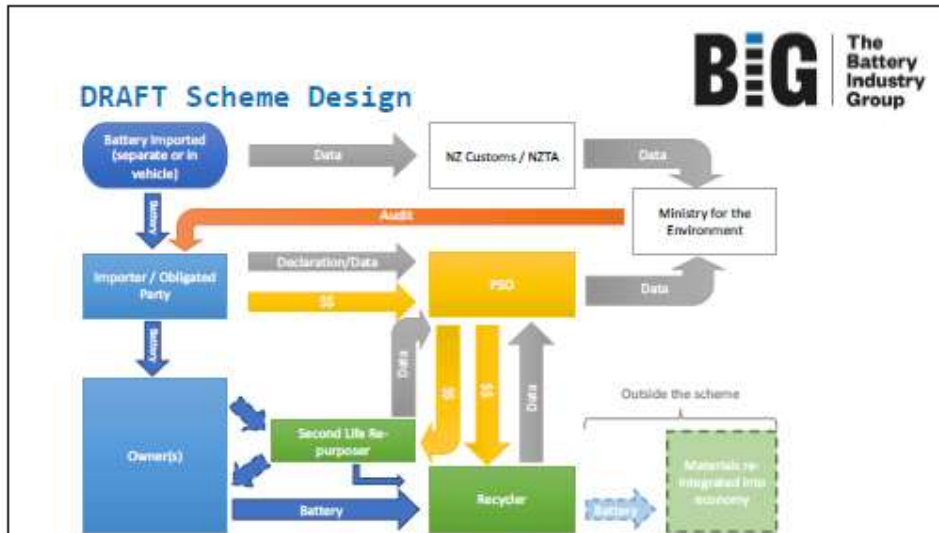 BIG
The
Battery
Industry
Group
DRAFT Scheme Design
Battery Imported
(separate or in
vehicle)
Data
NZ Customs / NZTA
Data
Battery
Audit
Ministry for the
Environment
Importer / Obligated
Party
Declaration/Data
PSO
Data
$$
Battery
Data
$$
$$
Data
Outside the scheme
Owner(s)
Second Life Re-
purposer
Materials re-
integrated into
economy
Battery
Recycler
Battery